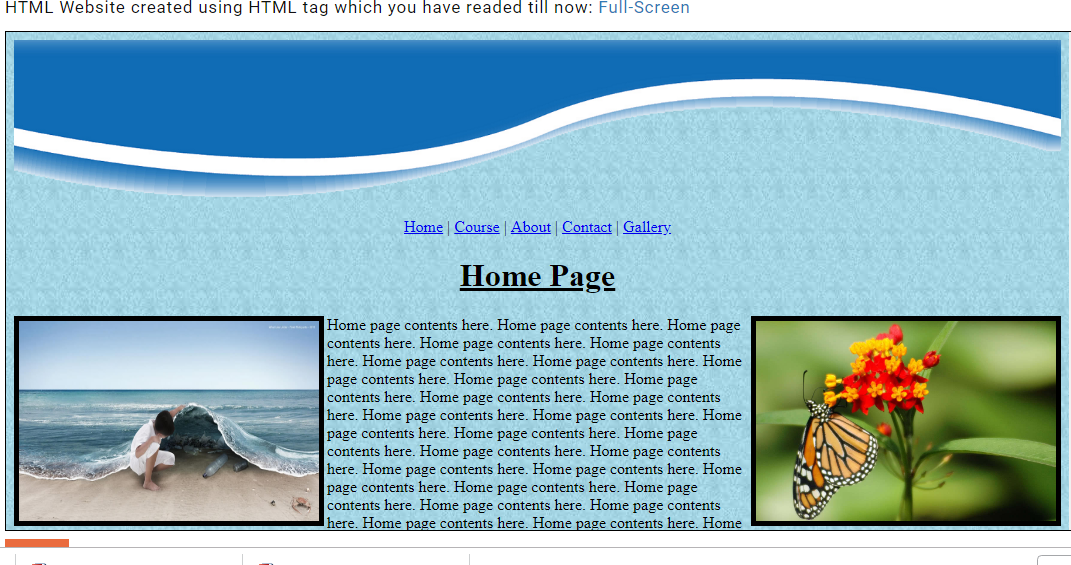 HTML Website created using HTML tag which you have readed till now: Full-Screen
Home | Course | About | Contact | Gallery
Home Page
Home page contents here. Home page contents here. Home page
contents here. Home page contents here. Home page contents
here. Home page contents here. Home page contents here. Home
page contents here. Home page contents here. Home page
contents here. Home page contents here. Home page contents
here. Home page contents here. Home page contents here. Home
page contents here. Home page contents here. Home page
contents here. Home page contents here. Home page contents
here. Home page contents here. Home page contents here. Home
page contents here. Home page contents here. Home page
contents here. Home page contents here. Home page contents
here. Home page contents here. Home page contents here. Home